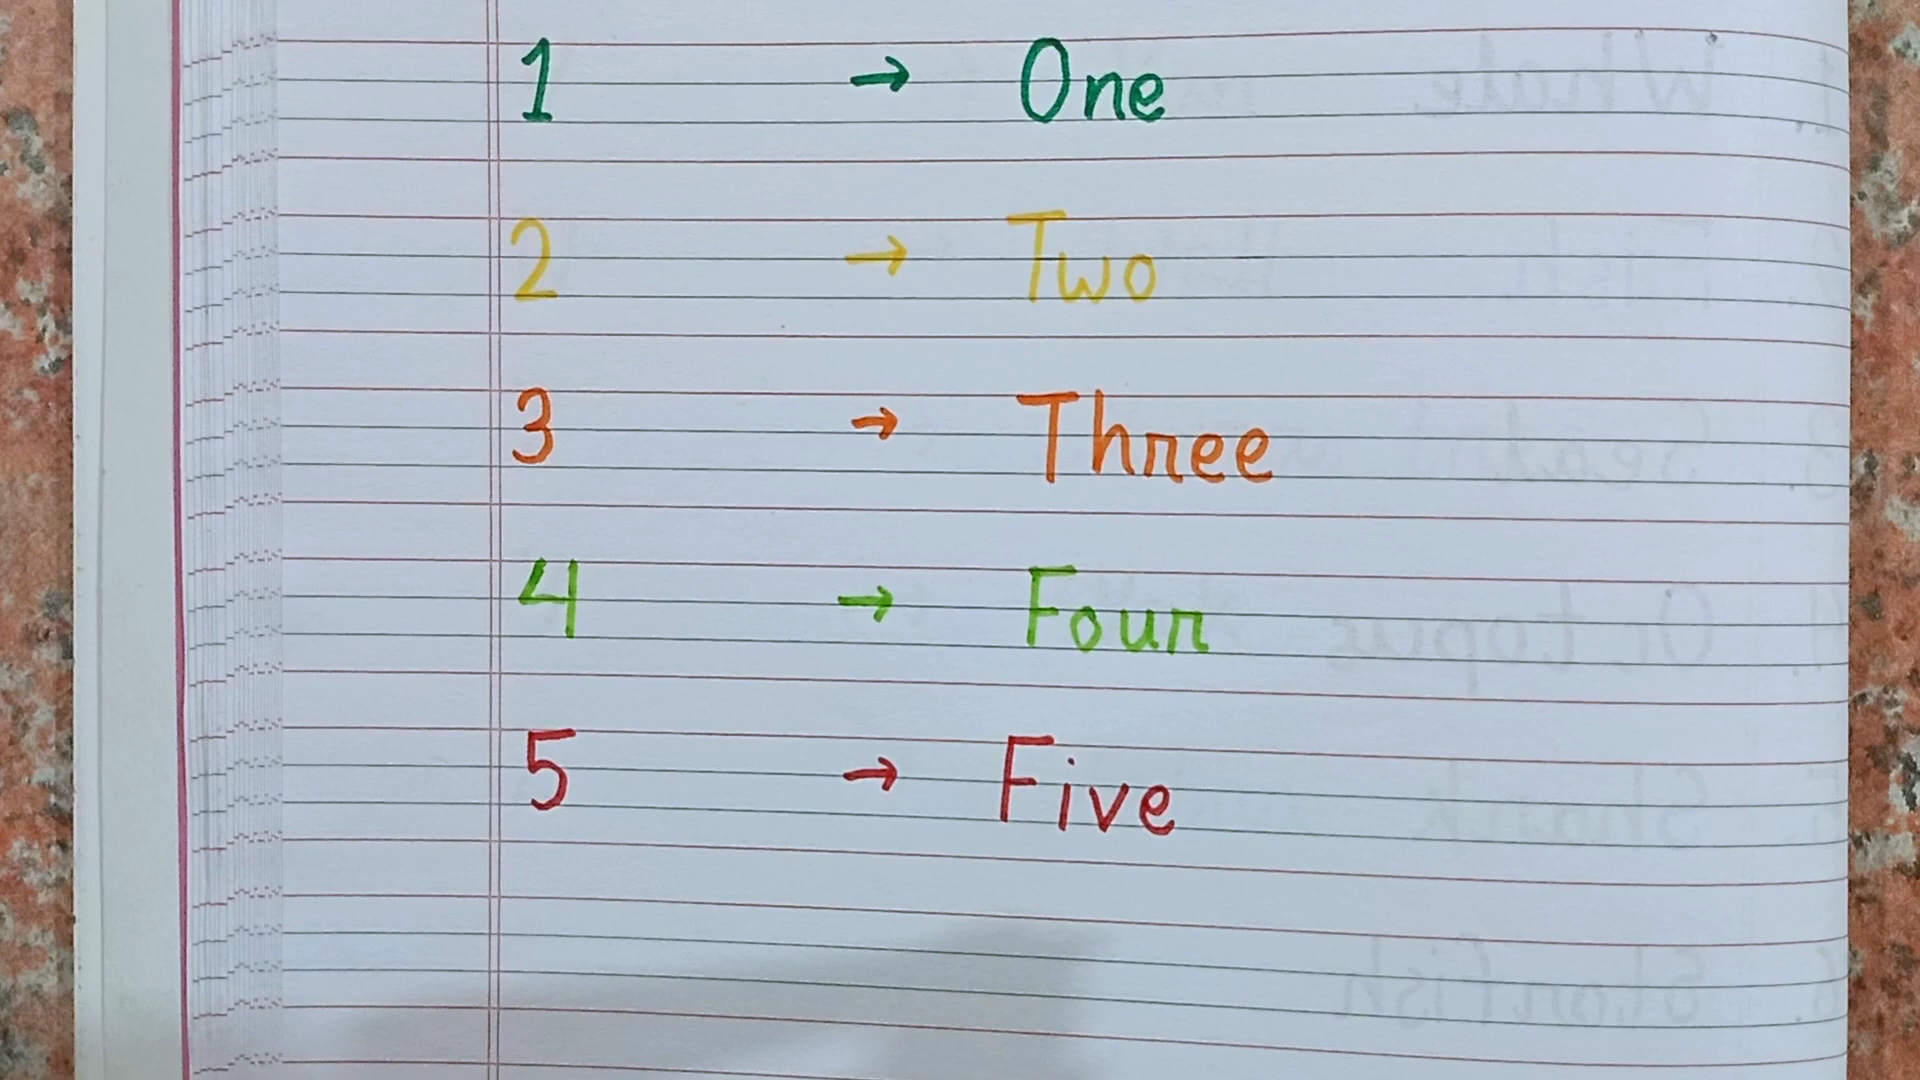 1 → One
2 → Two
3 → Three
4 → Four
5 → Five